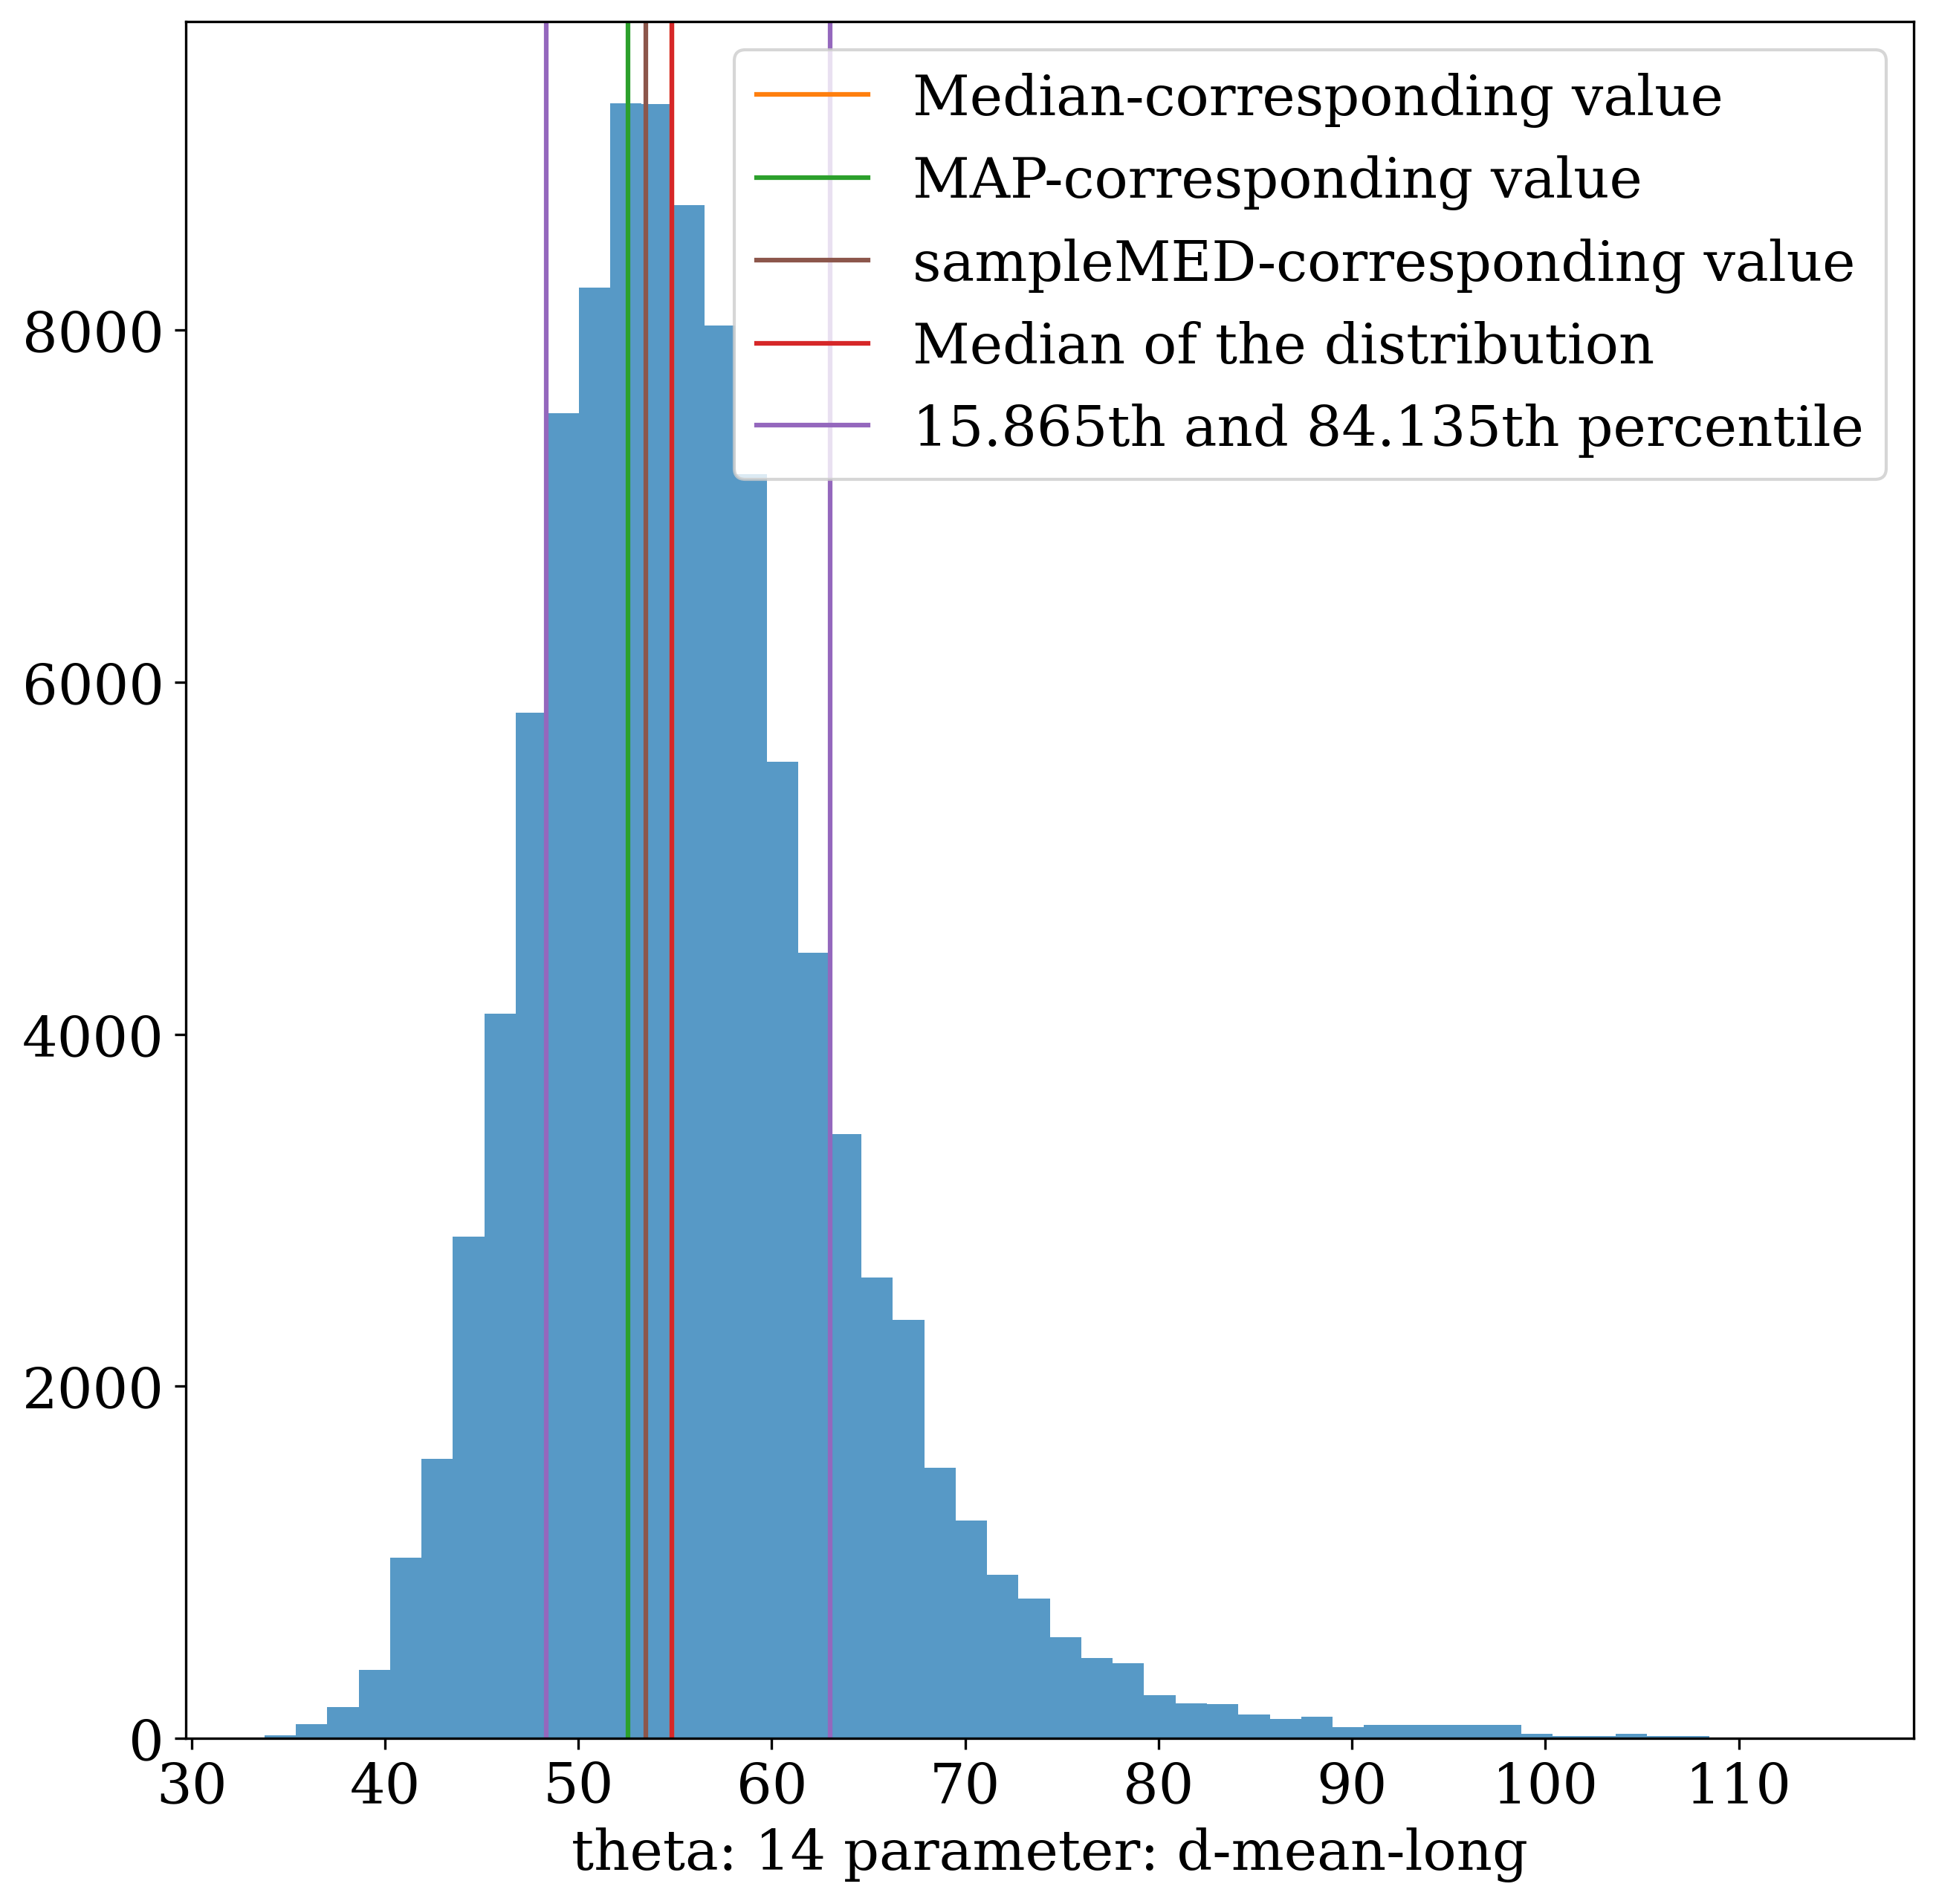 Median-corresponding value
MAP-corresponding value
sampleMED-corresponding value
Median of the distribution
15.865th and 84.135th percentile
8000
6000
4000
2000
0
30 40 50 60 70 80 90 100 110
theta: 14 parameter: d-mean-long